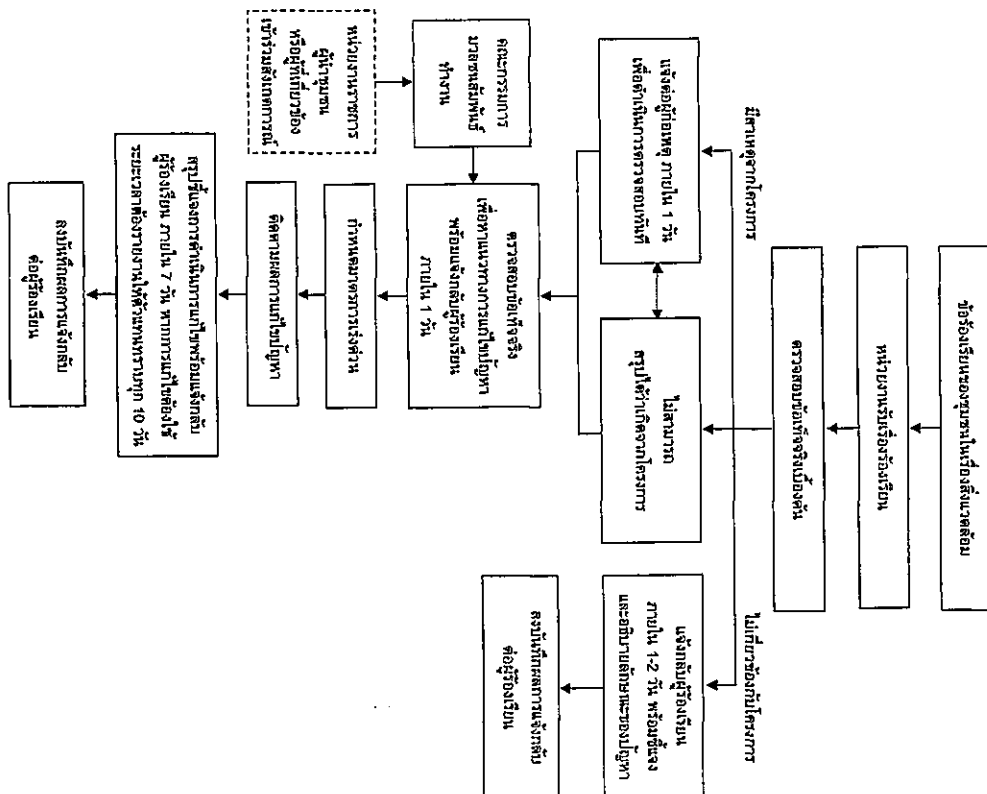 ข้อร้องเรียนของชุมชนในเรื่องสิ่งแวดล้อม
หน่วยงานรับเรื่องร้องเรียน
ตรวจสอบข้อเท็จจริงเบื้องต้น
มีสาเหตุจากโครงการ
ไม่เกี่ยวข้องกับโครงการ
แจ้งต่อผู้ก่อเหตุ ภายใน 1 วัน
เพื่อดำเนินการตรวจสอบทันที
ไม่สามารถ
สรุปได้ว่าเกิดจากโครงการ
แจ้งกลับผู้ร้องเรียน
ภายใน 1-2 วัน พร้อมชี้แจง
และอธิบายลักษณะของปัญหา
ลงบันทึกผลการแจ้งกลับ
ต่อผู้ร้องเรียน
คณะกรรมการ
มวลชนสัมพันธ์
ทำงาน
หน่วยงานราชการ
ผู้นำชุมชน
หรือผู้ที่เกี่ยวข้อง
เข้าร่วมสังเกตการณ์
ตรวจสอบข้อเท็จจริง
เพื่อหาแนวทางการแก้ไขปัญหา
พร้อมแจ้งกลับผู้ร้องเรียน
ภายใน 1 วัน
กำหนดมาตรการเร่งด่วน
ติดตามผลการแก้ไขปัญหา
สรุปชี้แจงการดำเนินการแก้ไขพร้อมแจ้งกลับ
ผู้ร้องเรียน ภายใน 7 วัน หากการแก้ไขต้องใช้
ระยะเวลาต้องรายงานให้ตัวแทนทราบทุก 10 วัน
ลงบันทึกผลการแจ้งกลับ
ต่อผู้ร้องเรียน